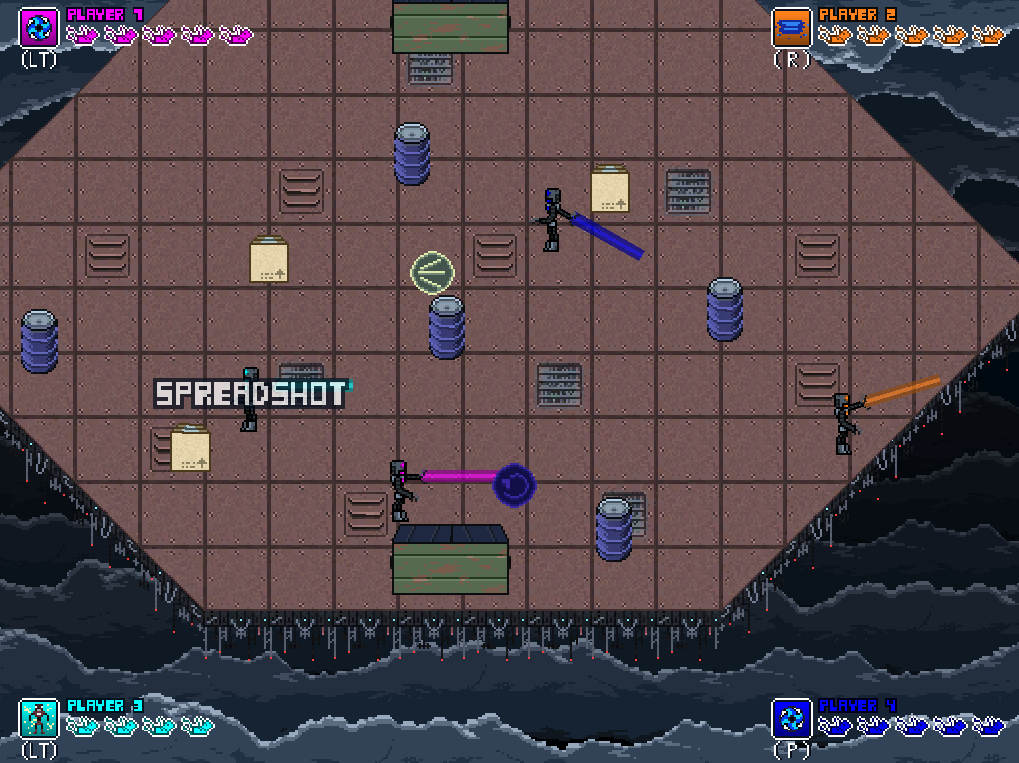 PLAYER 1
(LT)
PLAYER 2
(R)
SPREADSHOT
PLAYER 3
(LT)
PLAYER 4
(P)